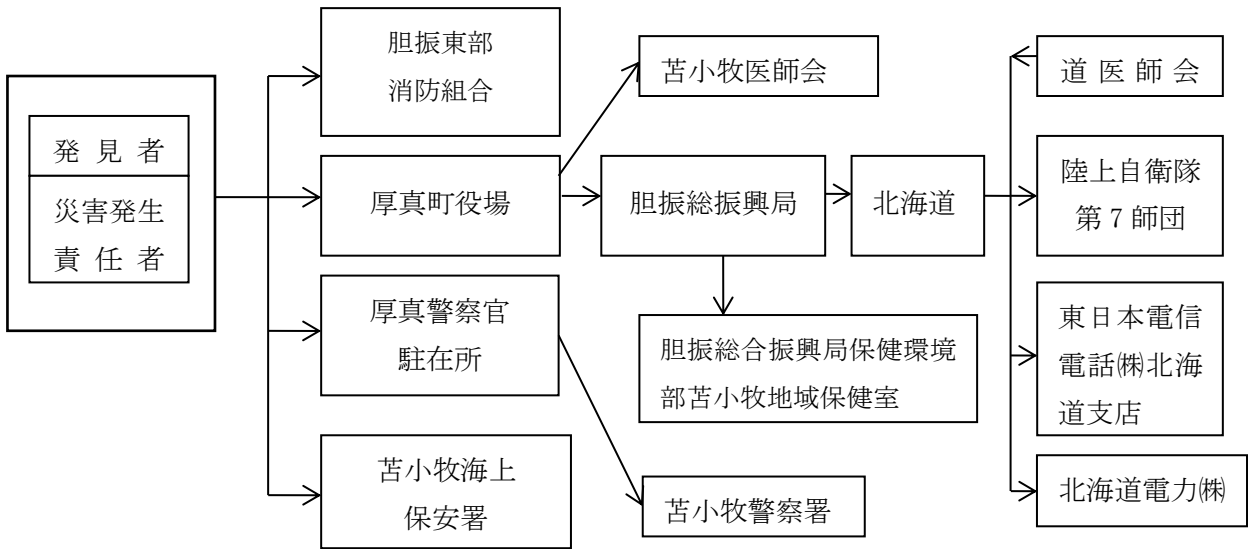 発見者
災害発生
責任者
胆振東部
消防組合
厚真町役場
厚真警察官
駐在所
苫小牧海上
保安署
苫小牧医師会
胆振総振興局
胆振総合振興局保健環境
部苫小牧地域保健室
苫小牧警察署
北海道
道医師会
陸上自衛隊
第7師団
東日本電信
電話㈱北海
道支店
北海道電力㈱